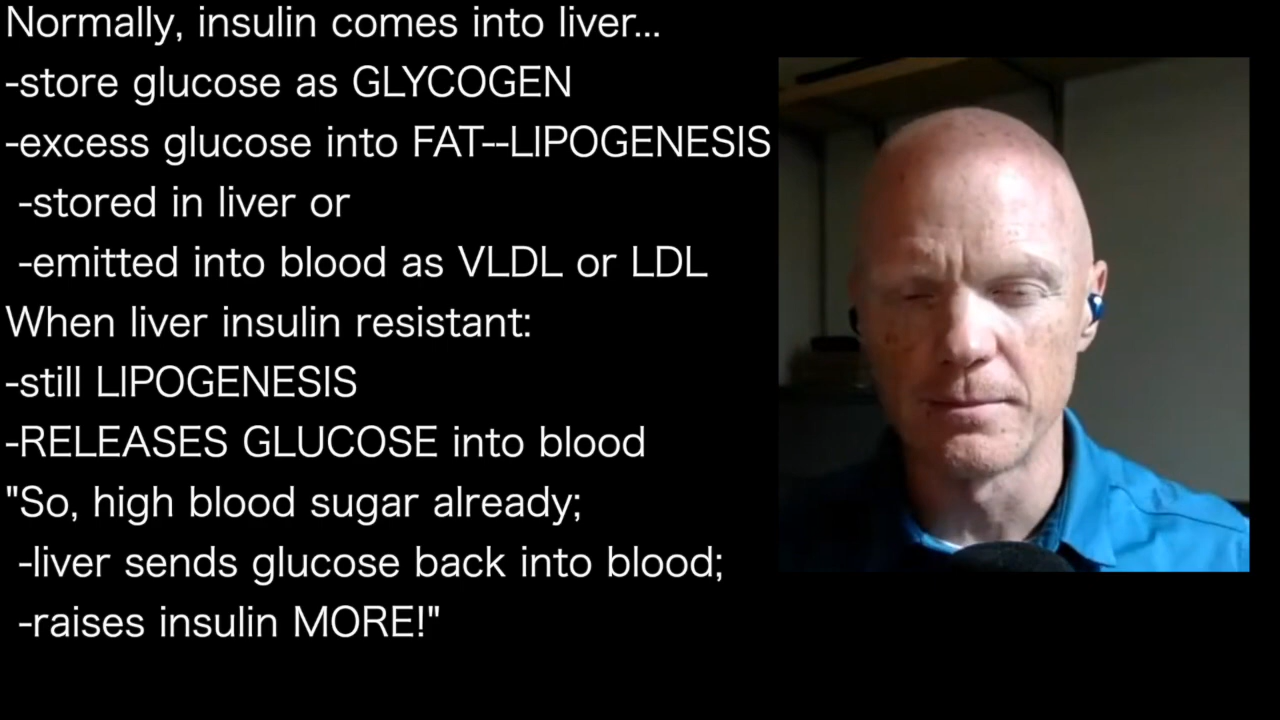 Normally, insulin comes into liver...
-store glucose as GLYCOGEN
-excess glucose into FAT--LIPOGENESIS
-stored in liver or
-emitted into blood as VLDL or LDL
When liver insulin resistant:
-still LIPOGENESIS
-RELEASES GLUCOSE into blood
"So, high blood sugar already;
-liver sends glucose back into blood;
-raises insulin MORE!"